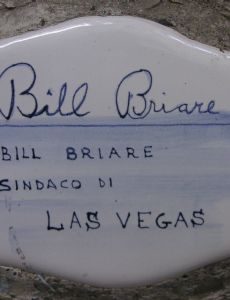 Bill Briare
BILL BRIARE
SINDACO DI
LAS VEGAS